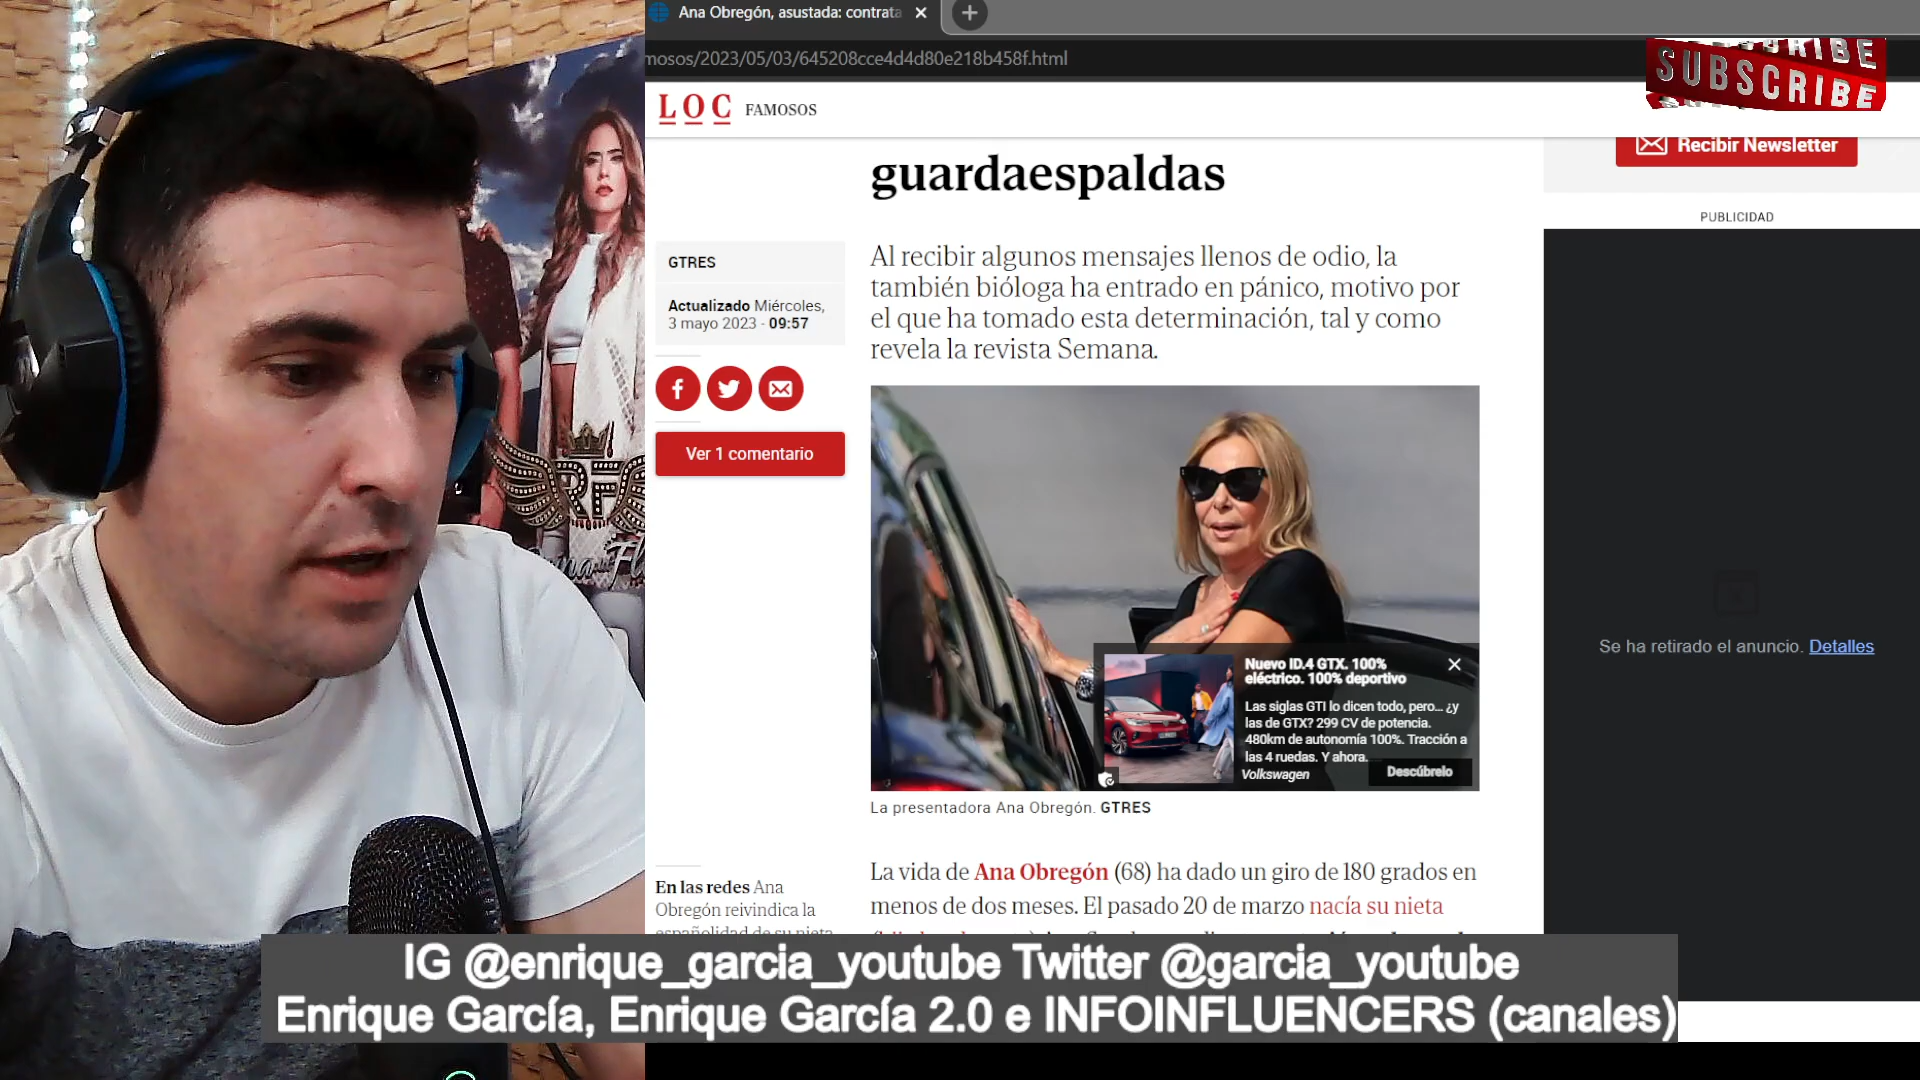 Ana Obregón, asustada: contrata
mosos/2023/05/03/645208cce4d4d80e218b458f.html
SUBSCRIBE
LOC FAMOSOS
Recibir Newsletter
guardaespaldas
PUBLICIDAD
GTRES
Actualizado Miércoles,
3 mayo 2023 - 09:57
Ver 1 comentario
Al recibir algunos mensajes llenos de odio, la
también bióloga ha entrado en pánico, motivo por
el que ha tomado esta determinación, tal y como
revela la revista Semana.
RF
Nuevo ID.4 GTX. 100%
eléctrico. 100% deportivo
Las siglas GTI lo dicen todo, pero... ¿y
las de GTX? 299 CV de potencia.
480km de autonomía 100%. Tracción a
las 4 ruedas. Y ahora.
Volkswagen
Descúbrelo
Se ha retirado el anuncio. Detalles
La presentadora Ana Obregón. GTRES
La vida de Ana Obregón (68) ha dado un giro de 180 grados en
menos de dos meses. El pasado 20 de marzo nacía su nieta
En las redes Ana
Obregón reivindica la
españolidad de su nieta
IG @enrique_garcia_youtube Twitter @garcia_youtube
Enrique García, Enrique García 2.0 e INFOINFLUENCERS (canales)